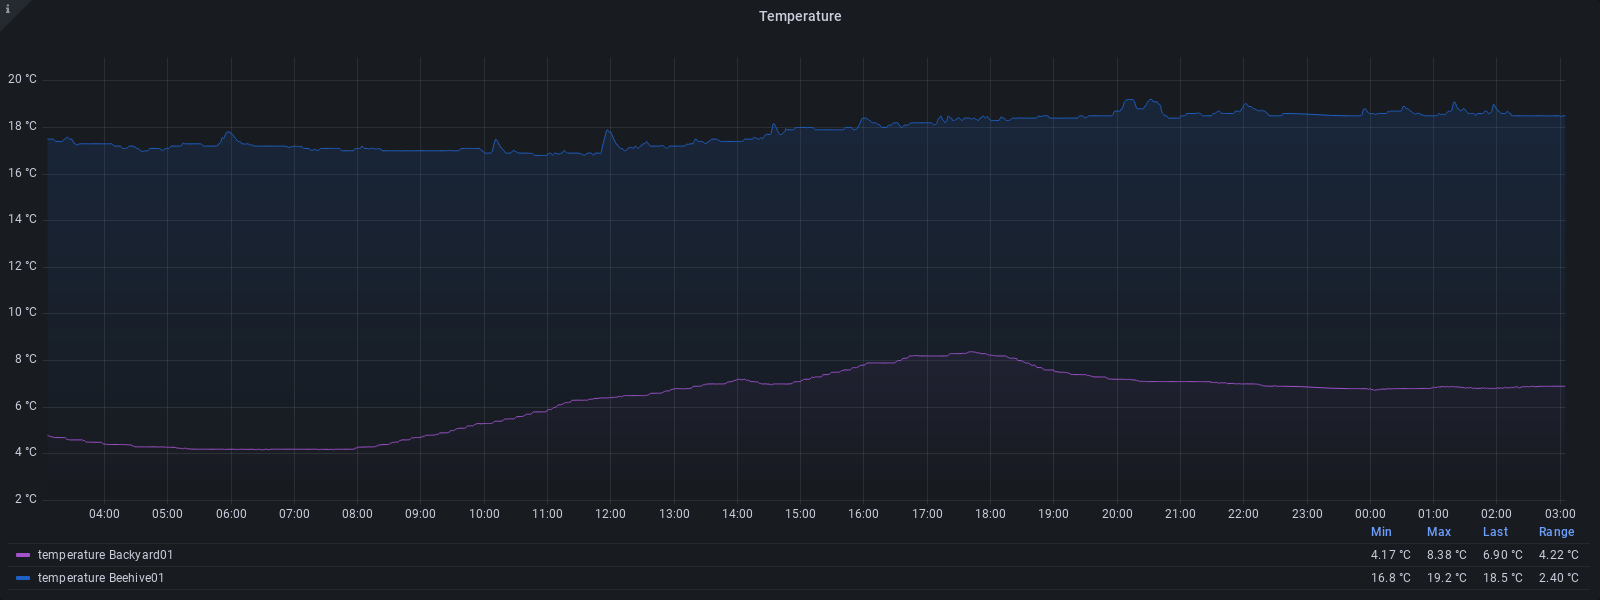 i
Temperature
20 °C
18 °C
16 °C
14 °C
12 °C
10 °C
8 °C
6 °C
4 °C
2 °C
04:00 05:00 06:00 07:00 08:00 09:00 10:00 11:00 12:00 13:00 14:00 15:00 16:00 17:00 18:00 19:00 20:00 21:00 22:00 23:00 00:00 01:00 02:00 03:00
Min Max Last Range
temperature Backyard01 4.17 °C 8.38 °C 6.90 °C 4.22 °C
temperature Beehive01 16.8 °C 19.2 °C 18.5 °C 2.40 °C